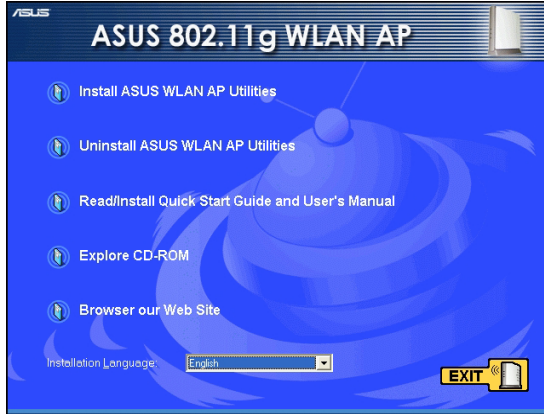 ASUS
ASUS 802.11g WLAN AP
Install ASUS WLAN AP Utilities
Uninstall ASUS WLAN AP Utilities
Read/Install Quick Start Guide and User's Manual
Explore CD-ROM
Browser our Web Site
Installation Language: English
EXIT